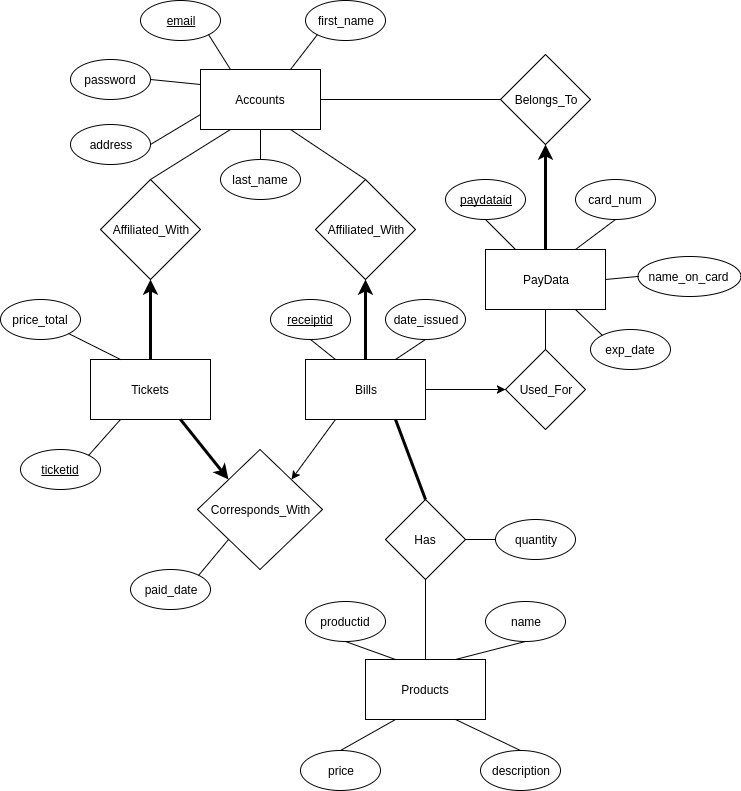 email
first_name
password
Accounts
Belongs_To
address
last_name
paydataid
card_num
Affiliated_With
Affiliated_With
PayData
name_on_card
price_total
receiptid
date_issued
exp_date
Tickets
Bills
Used_For
ticketid
Corresponds_With
Has
quantity
paid_date
productid
name
Products
price
description